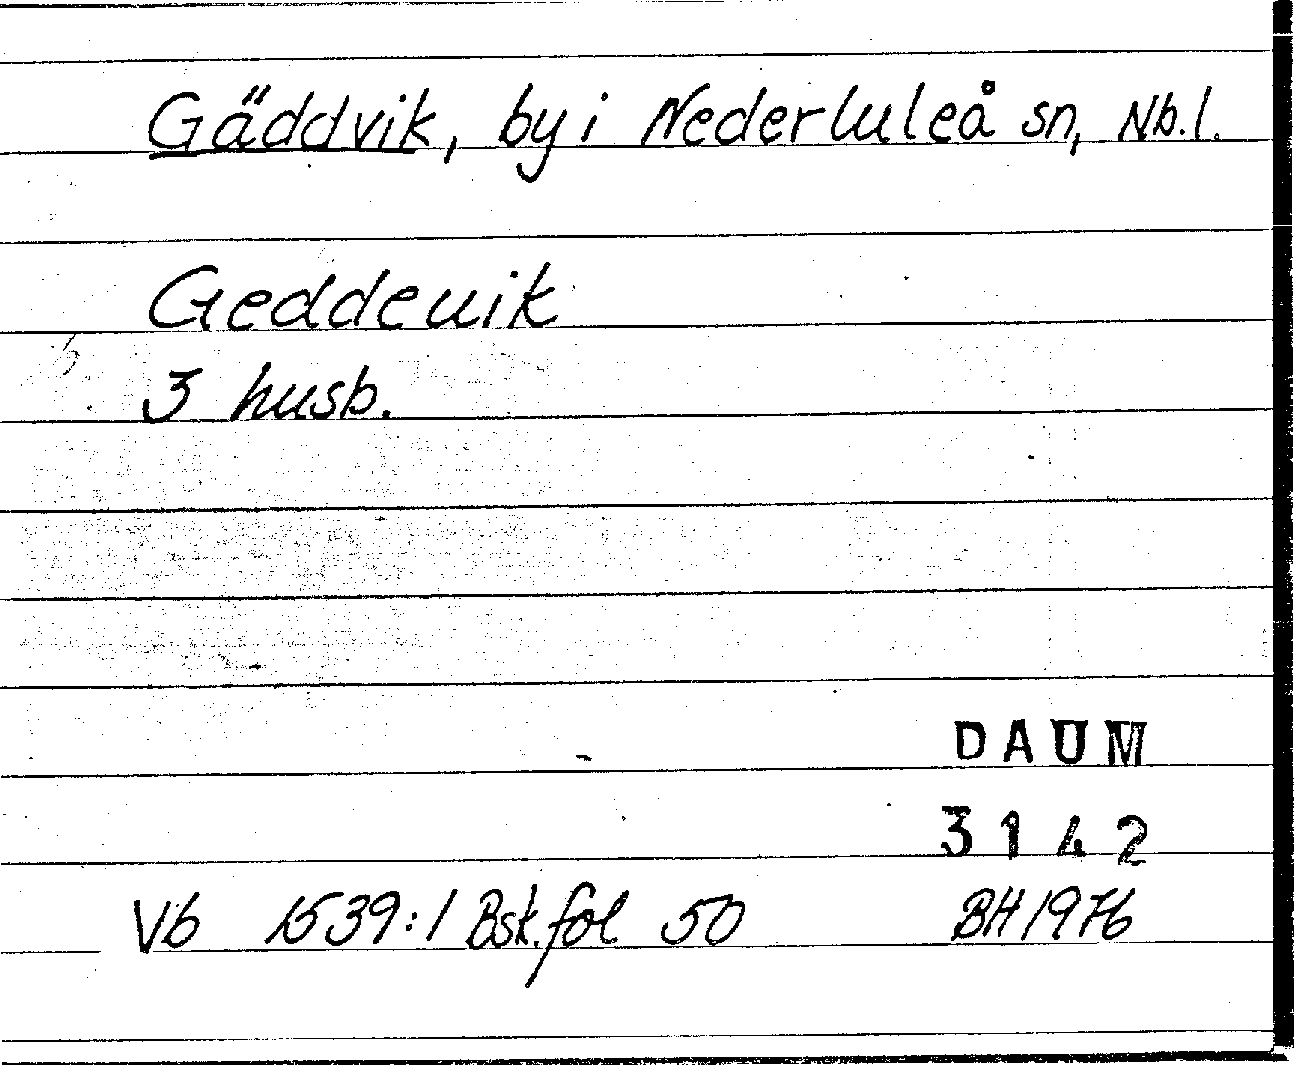 Gäddvik, by i Nederluleå sn, Nb.l.
Geddeuik
3 husb.
DAUM
3142
Vb 1539:1 Bsk. fol 50 BH 1976